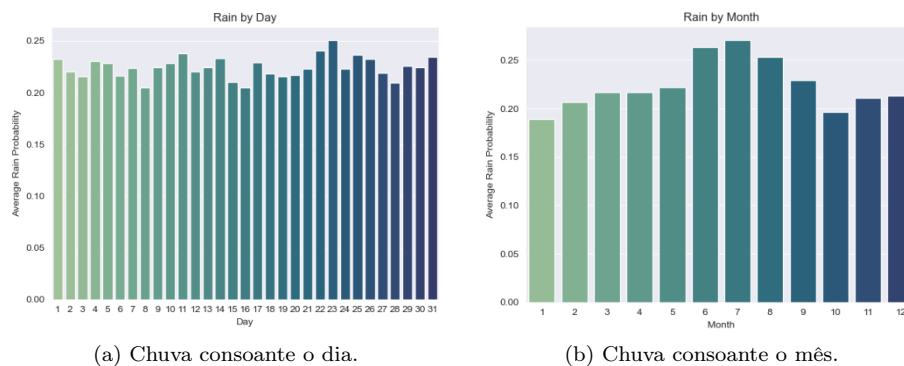 Rain by Day
Average Rain Probability
0.25
0.20
0.15
0.10
0.05
0.00
1 2 3 4 5 6 7 8 9 10 11 12 13 14 15 16 17 18 19 20 21 22 23 24 25 26 27 28 29 30 31
Day
(a) Chuva consoante o dia.
Rain by Month
Average Rain Probability
0.25
0.20
0.15
0.10
0.05
0.00
1 2 3 4 5 6 7 8 9 10 11 12
Month
(b) Chuva consoante o mês.